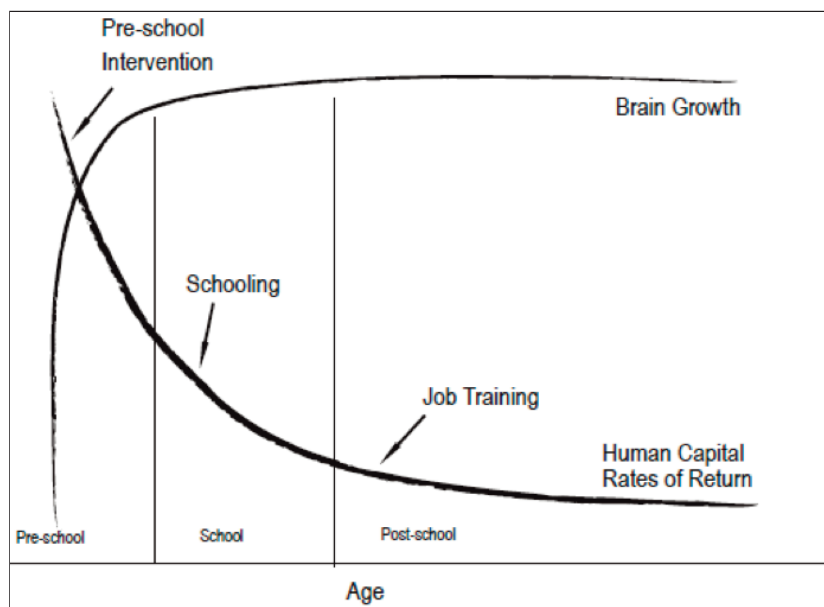 Pre-school
Intervention
Brain Growth
Schooling
Job Training
Human Capital
Rates of Return
Pre-school
School
Post-school
Age